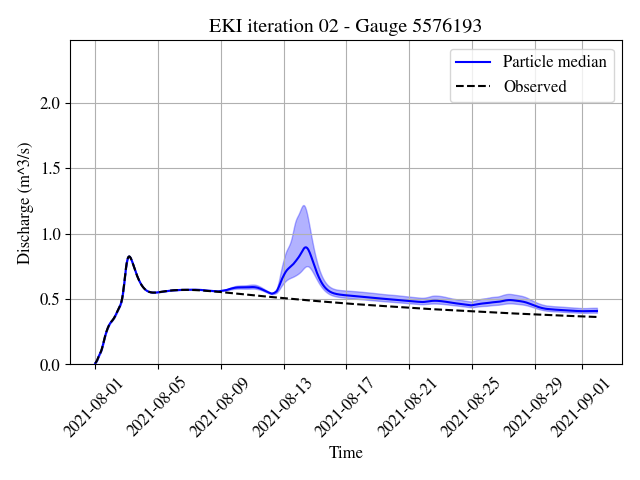 EKI iteration 02 - Gauge 5576193
Particle median
Observed
Discharge (m^3/s)
2.0
1.5
1.0
0.5
0.0
2021-08-01
2021-08-05
2021-08-09
2021-08-13
2021-08-17
2021-08-21
2021-08-25
2021-08-29
2021-09-01
Time